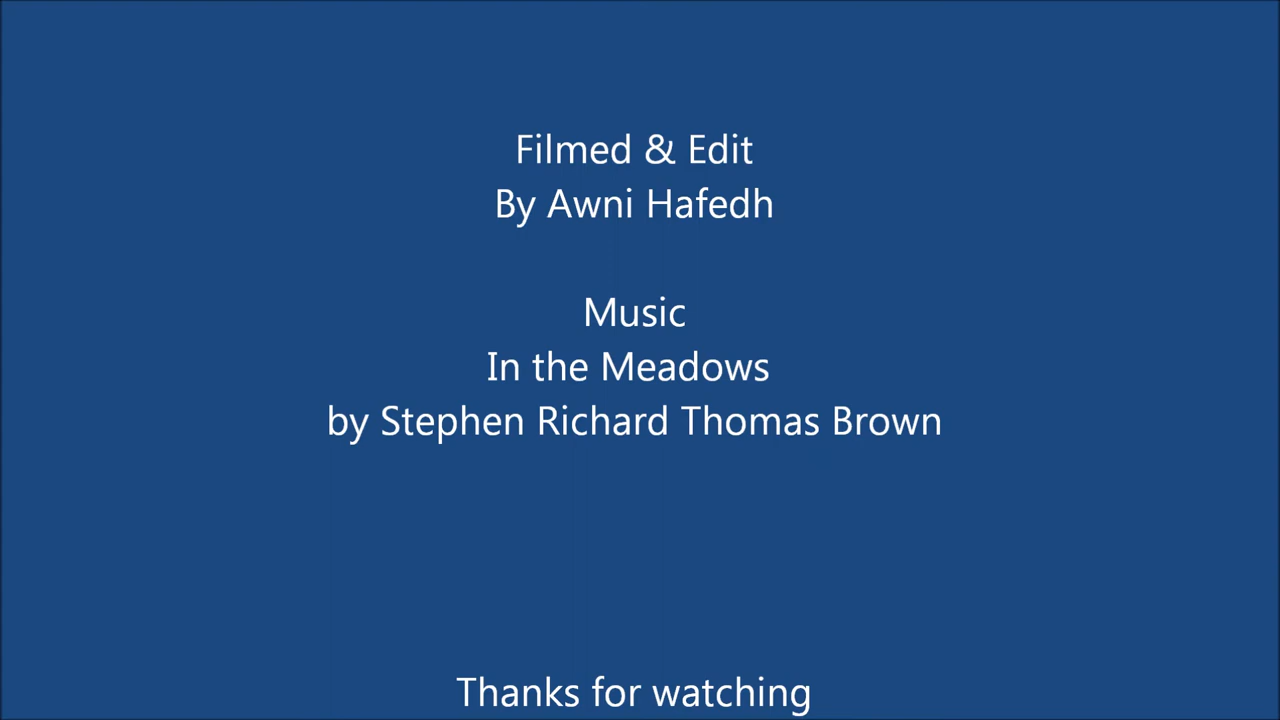 Filmed & Edit
By Awni Hafedh
Music
In the Meadows
by Stephen Richard Thomas Brown
Thanks for watching